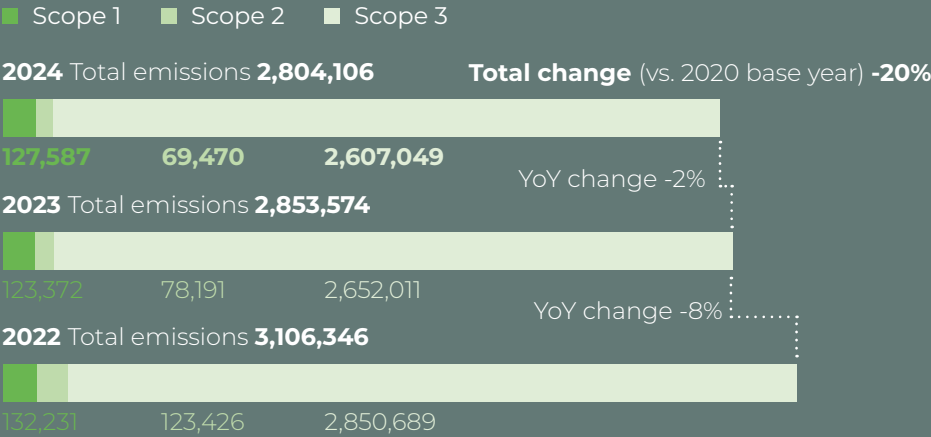 Scope 1 Scope 2 Scope 3
2024 Total emissions 2,804,106 Total change (vs. 2020 base year) -20%
127,587 69,470 2,607,049
YoY change -2%
2023 Total emissions 2,853,574
123,372 78,191 2,652,011
YoY change -8%
2022 Total emissions 3,106,346
132,231 123,426 2,850,689